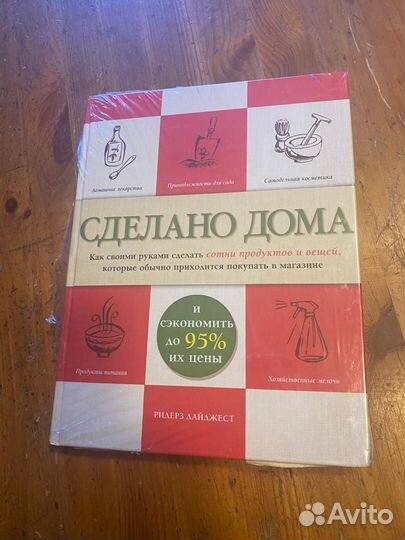 Домашние лекарства
Принадлежности для сада
Самодельная косметика
СДЕЛАНО ДОМА
Как своими руками сделать сотни продуктов и вещей,
которые обычно приходится покупать в магазине
и
сэкономить
до 95%
их цены
Продукты питания
Хозяйственные мелочи
РИДЕРЗ ДАЙДЖЕСТ
Avito